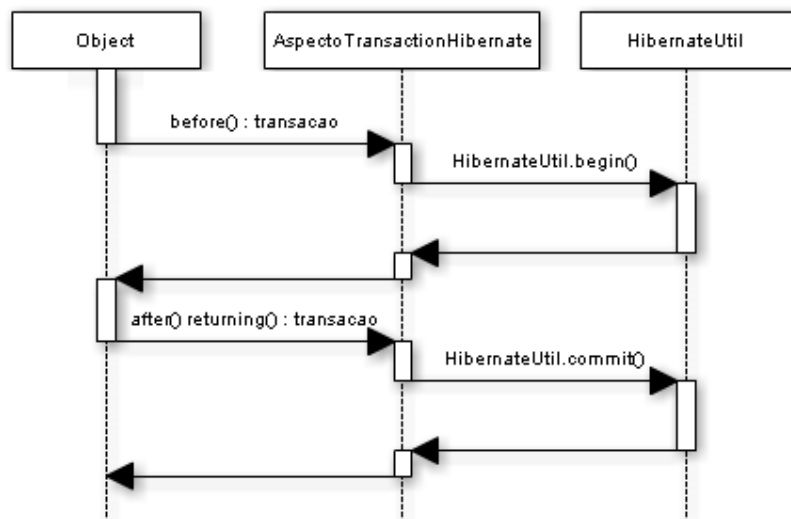 Object
AspectoTransactionHibernate
HibernateUtil
before() : transacao
HibernateUtil.begin()
after() returning() : transacao
HibernateUtil.commit()